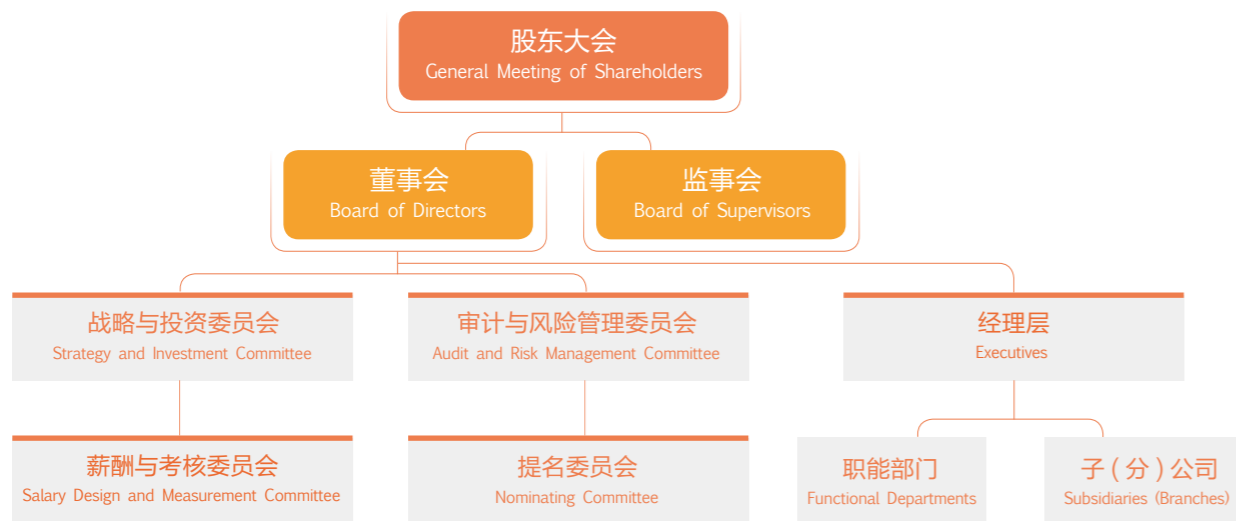 股东大会
General Meeting of Shareholders
董事会
Board of Directors
监事会
Board of Supervisors
战略与投资委员会
Strategy and Investment Committee
审计与风险管理委员会
Audit and Risk Management Committee
经理层
Executives
薪酬与考核委员会
Salary Design and Measurement Committee
提名委员会
Nominating Committee
职能部门
Functional Departments
子(分)公司
Subsidiaries (Branches)